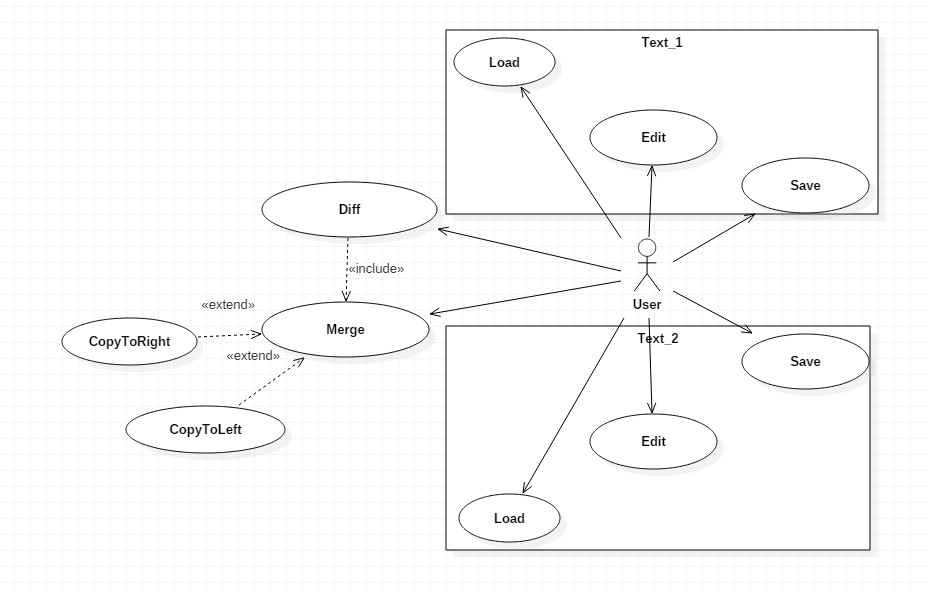 Text_1
Load
Edit
Save
Diff
«include»
«extend»
User
Merge
CopyToRight
Text_2
«extend»
Save
CopyToLeft
Edit
Load